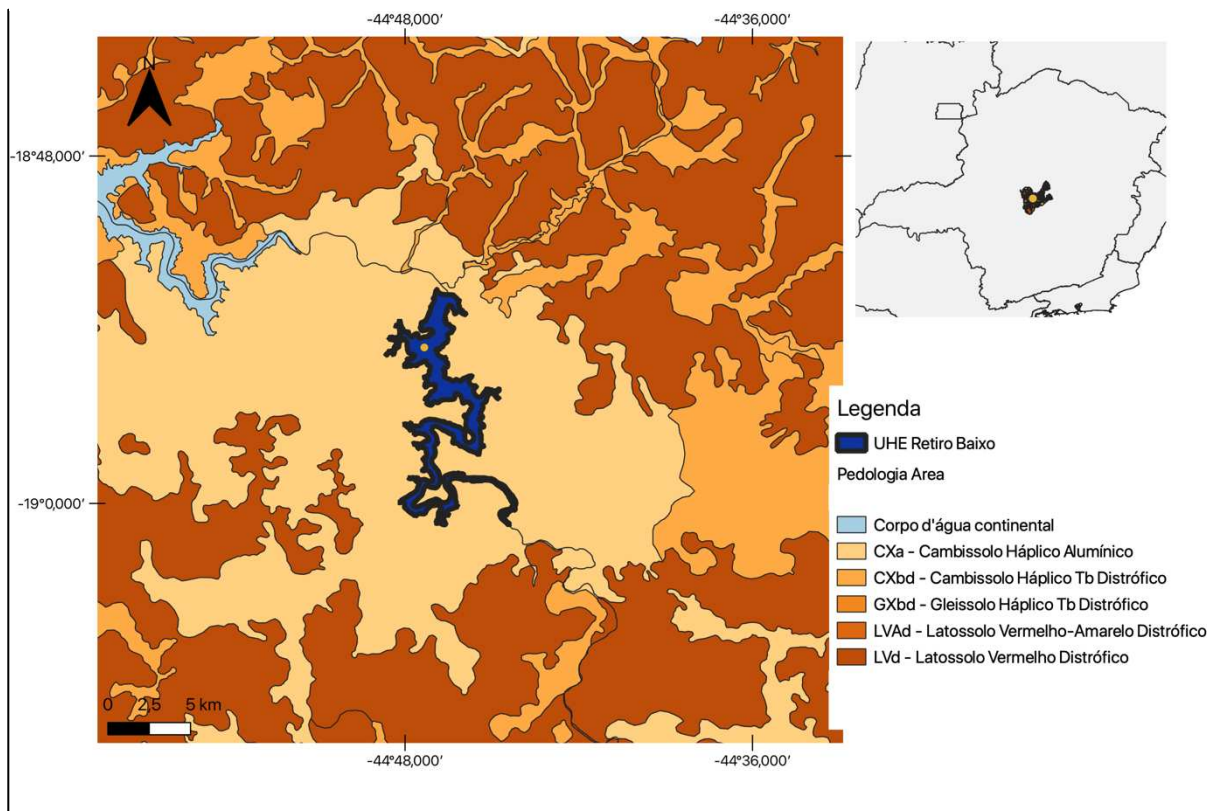 -44°48,000′ -44°36,000′
N
-18°48,000′
-19°0,000′
Legenda
UHE Retiro Baixo
Pedologia Area
Corpo d'água continental
CXa - Cambissolo Háplico Alumínico
CXbd - Cambissolo Háplico Tb Distrófico
GXbd - Gleissolo Háplico Tb Distrófico
LVAd - Latossolo Vermelho-Amarelo Distrófico
LVd - Latossolo Vermelho Distrófico
0 2,5 5 km
-44°48,000′ -44°36,000′